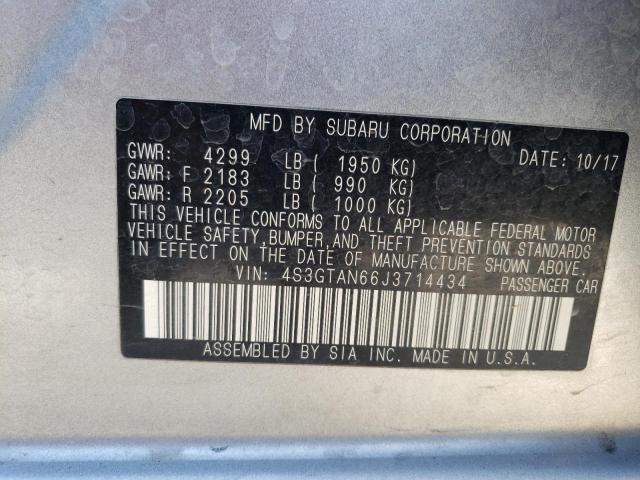 MFD BY SUBARU CORPORATION
GVWR: 4299 LB ( 1950 KG) DATE: 10/17
GAWR: F 2183 LB ( 990 KG)
GAWR: R 2205 LB ( 1000 KG)
THIS VEHICLE CONFORMS TO ALL APPLICABLE FEDERAL MOTOR
VEHICLE SAFETY,BUMPER,AND THEFT PREVENTION STANDARDS
IN EFFECT ON THE DATE OF MANUFACTURE SHOWN ABOVE.
VIN: 4S3GTAN66J3714434 PASSENGER CAR
ASSEMBLED BY SIA INC. MADE IN U.S.A.